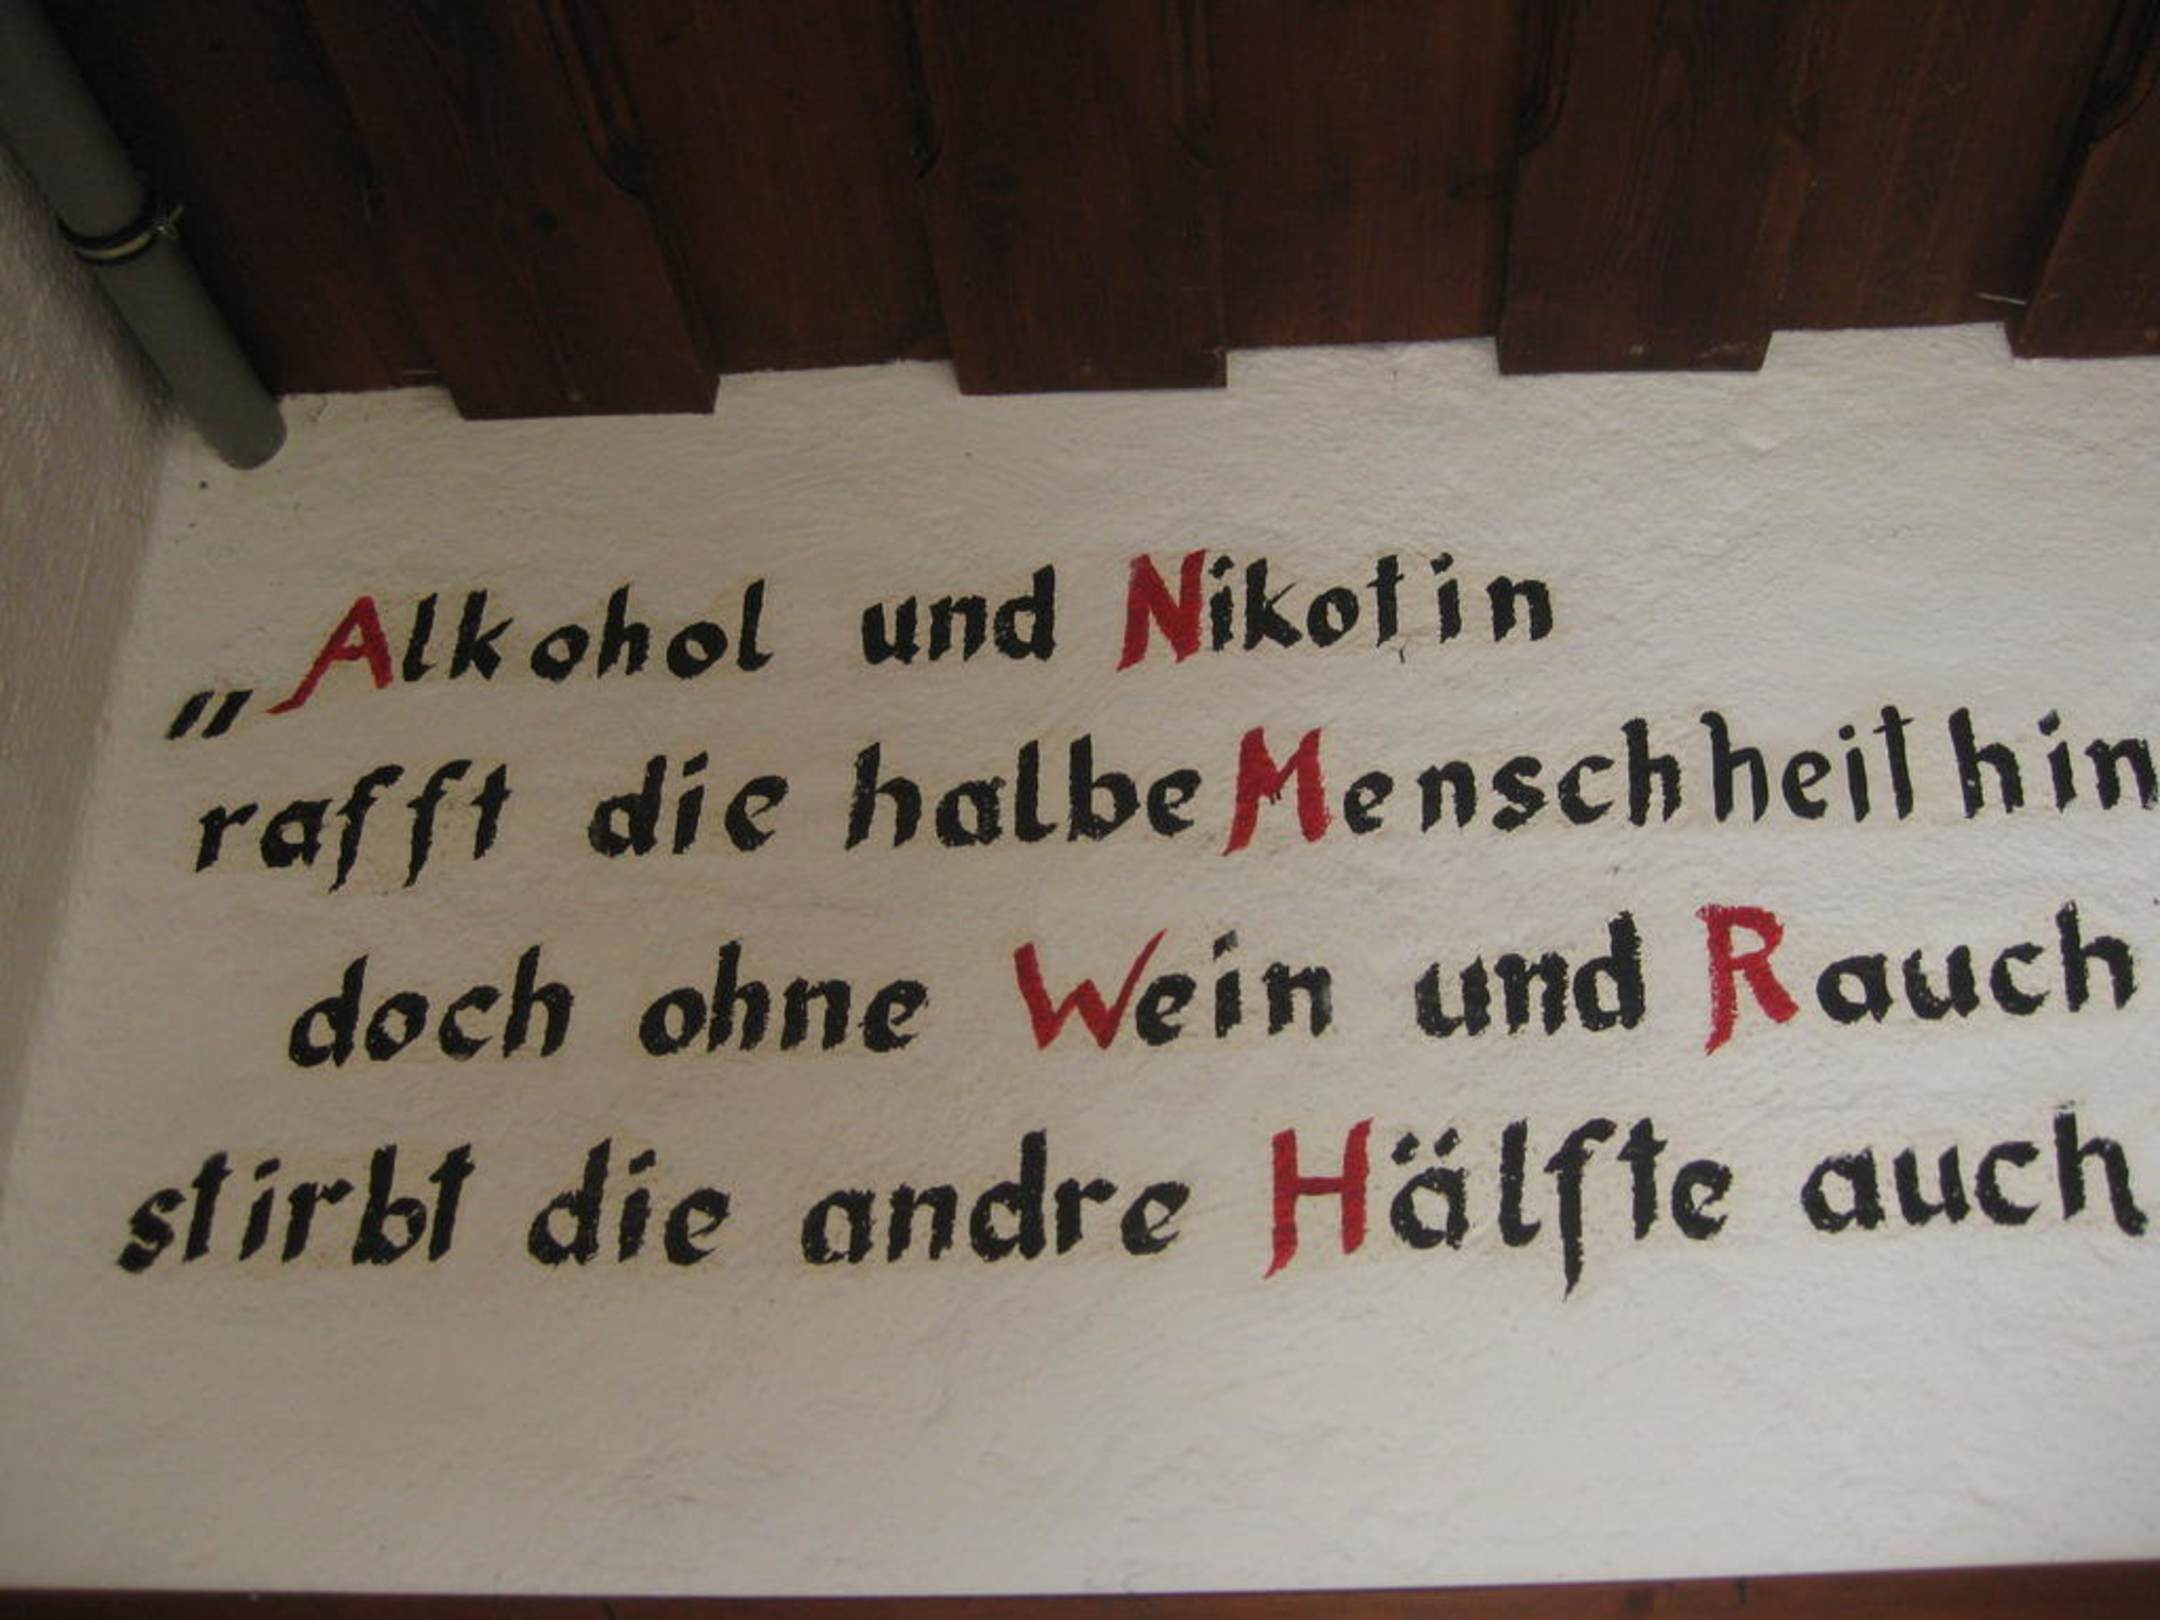 „Alkohol und Nikotin
rafft die halbe Menschheit hin
doch ohne Wein und Rauch
stirbt die andre Hälfte auch